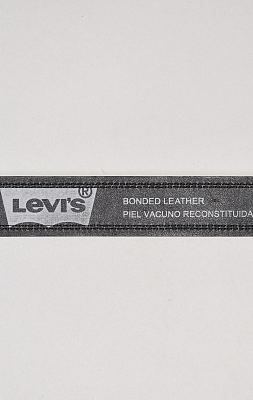 LEVI'S®
BONDED LEATHER
PIEL VACUNO RECONSTITUIDA